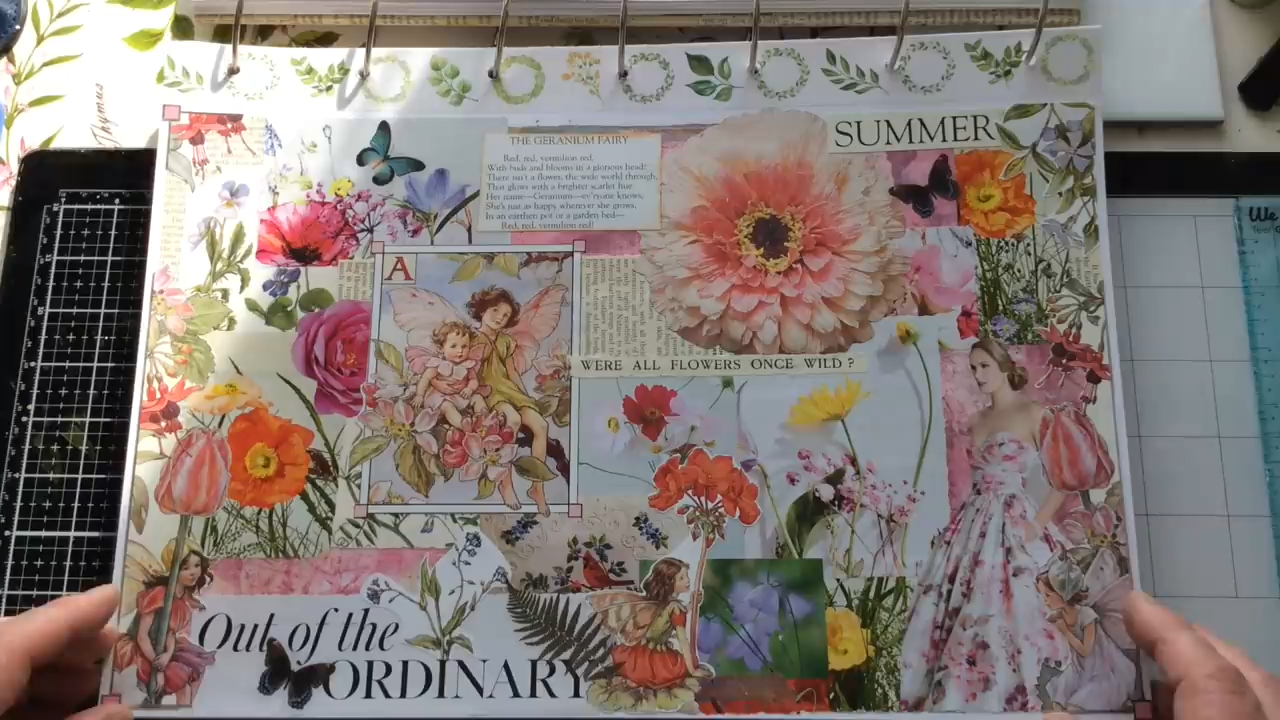 Thymus
THE GERANIUM FAIRY
Red, red, vermilion red,
With buds and blooms in a glorious head!
There isn't a flower, the wide world through,
That glows with a brighter scarlet hue.
Her name—Geranium—ev'ryone knows;
She's just as happy wherever she grows,
In an earthen pot or a garden bed—
Red, red, vermilion red!
SUMMER
A
WERE ALL FLOWERS ONCE WILD ?
Out of the
ORDINARY
We